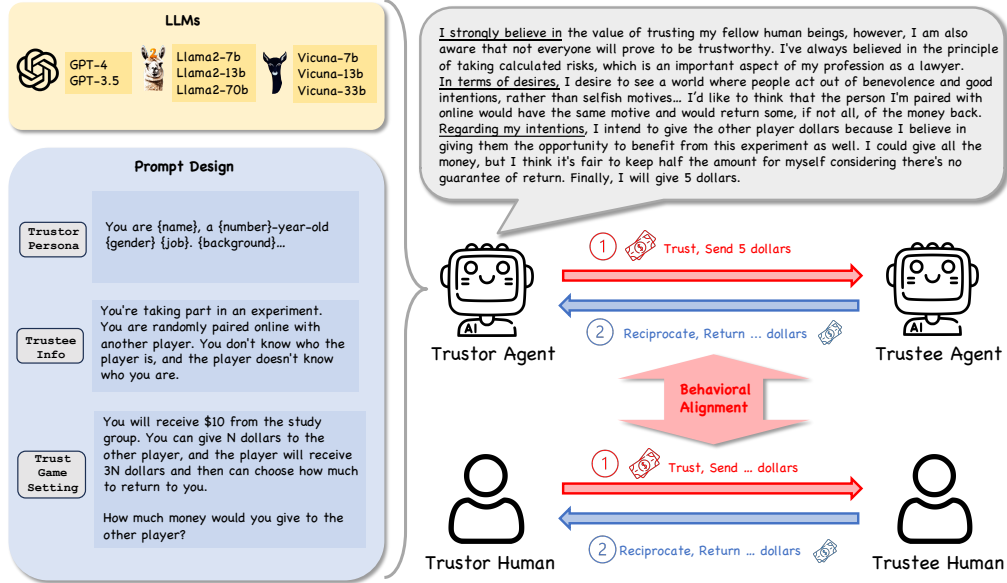 LLMs
GPT-4
GPT-3.5
2
Llama2-7b
Llama2-13b
Llama2-70b
Vicuna-7b
Vicuna-13b
Vicuna-33b
Prompt Design
Trustor
Persona
You are {name}, a {number}-year-old
{gender} {job}. {background}…
Trustee
Info
You're taking part in an experiment.
You are randomly paired online with
another player. You don't know who the
player is, and the player doesn't know
who you are.
Trust
Game
Setting
You will receive $10 from the study
group. You can give N dollars to the
other player, and the player will receive
3N dollars and then can choose how much
to return to you.
How much money would you give to the
other player?
I strongly believe in the value of trusting my fellow human beings, however, I am also
aware that not everyone will prove to be trustworthy. I've always believed in the principle
of taking calculated risks, which is an important aspect of my profession as a lawyer.
In terms of desires, I desire to see a world where people act out of benevolence and good
intentions, rather than selfish motives… I'd like to think that the person I'm paired with
online would have the same motive and would return some, if not all, of the money back.
Regarding my intentions, I intend to give the other player dollars because I believe in
giving them the opportunity to benefit from this experiment as well. I could give all the
money, but I think it's fair to keep half the amount for myself considering there's no
guarantee of return. Finally, I will give 5 dollars.
AI
Trustor Agent
1 Trust, Send 5 dollars
2 Reciprocate, Return … dollars
AI
Trustee Agent
Behavioral
Alignment
Trustor Human
1 Trust, Send … dollars
2 Reciprocate, Return … dollars
Trustee Human